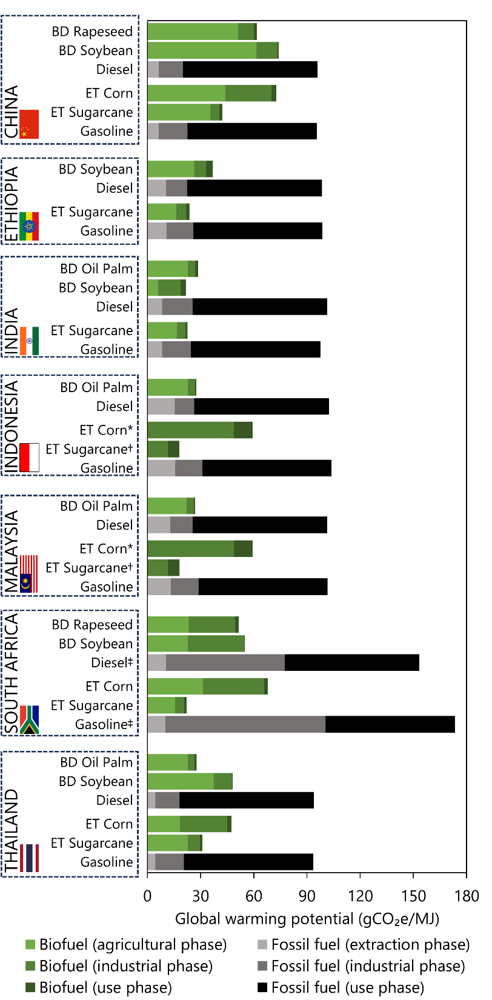 CHINA
BD Rapeseed
BD Soybean
Diesel
ET Corn
ET Sugarcane
Gasoline
ETHIOPIA
BD Soybean
Diesel
ET Sugarcane
Gasoline
INDIA
BD Oil Palm
BD Soybean
Diesel
ET Sugarcane
Gasoline
INDONESIA
BD Oil Palm
Diesel
ET Corn*
ET Sugarcane†
Gasoline
MALAYSIA
BD Oil Palm
Diesel
ET Corn*
ET Sugarcane†
Gasoline
SOUTH AFRICA
BD Rapeseed
BD Soybean
Diesel‡
ET Corn
ET Sugarcane
Gasoline‡
THAILAND
BD Oil Palm
BD Soybean
Diesel
ET Corn
ET Sugarcane
Gasoline
0 30 60 90 120 150 180
Global warming potential (gCO₂e/MJ)
Biofuel (agricultural phase)
Biofuel (industrial phase)
Biofuel (use phase)
Fossil fuel (extraction phase)
Fossil fuel (industrial phase)
Fossil fuel (use phase)